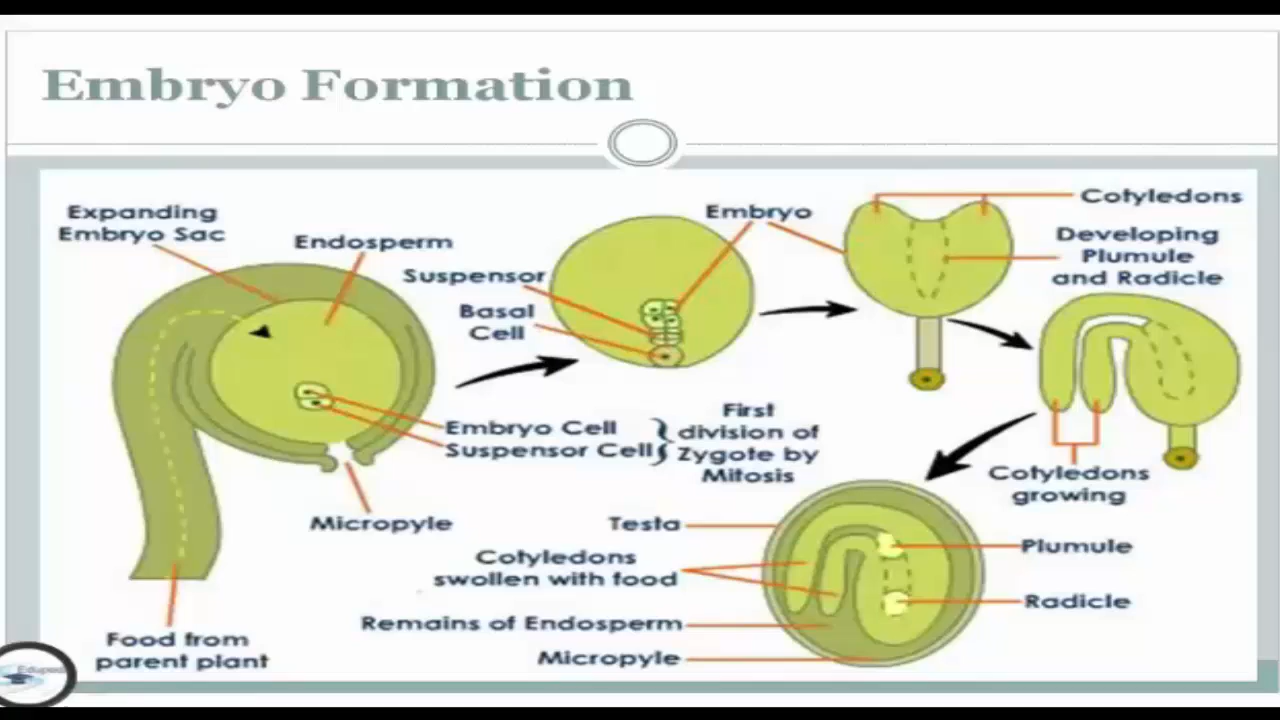 Embryo Formation
Expanding
Embryo Sac
Endosperm
Suspensor
Basal
Cell
Embryo
Cotyledons
Developing
Plumule
and Radicle
Embryo Cell
Suspensor Cell
First
division of
Zygote by
Mitosis
Cotyledons
growing
Micropyle
Testa
Cotyledons
swollen with food
Plumule
Radicle
Remains of Endosperm
Micropyle
Food from
parent plant